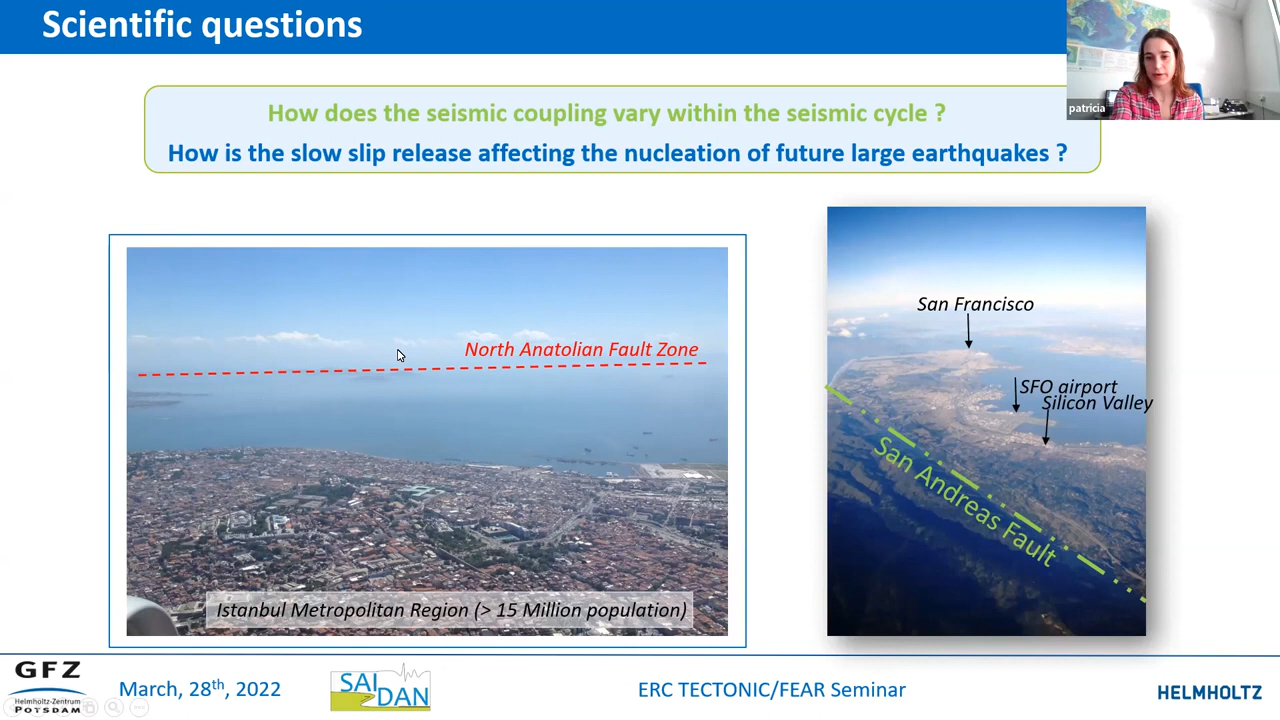 Scientific questions
patricia
How does the seismic coupling vary within the seismic cycle ?
How is the slow slip release affecting the nucleation of future large earthquakes ?
North Anatolian Fault Zone
Istanbul Metropolitan Region (> 15 Million population)
San Francisco
SFO airport
Silicon Valley
San Andreas Fault
GFZ
Helmholtz-Zentrum
POTSDAM
March, 28th, 2022
SAIDAN
ERC TECTONIC/FEAR Seminar
HELMHOLTZ